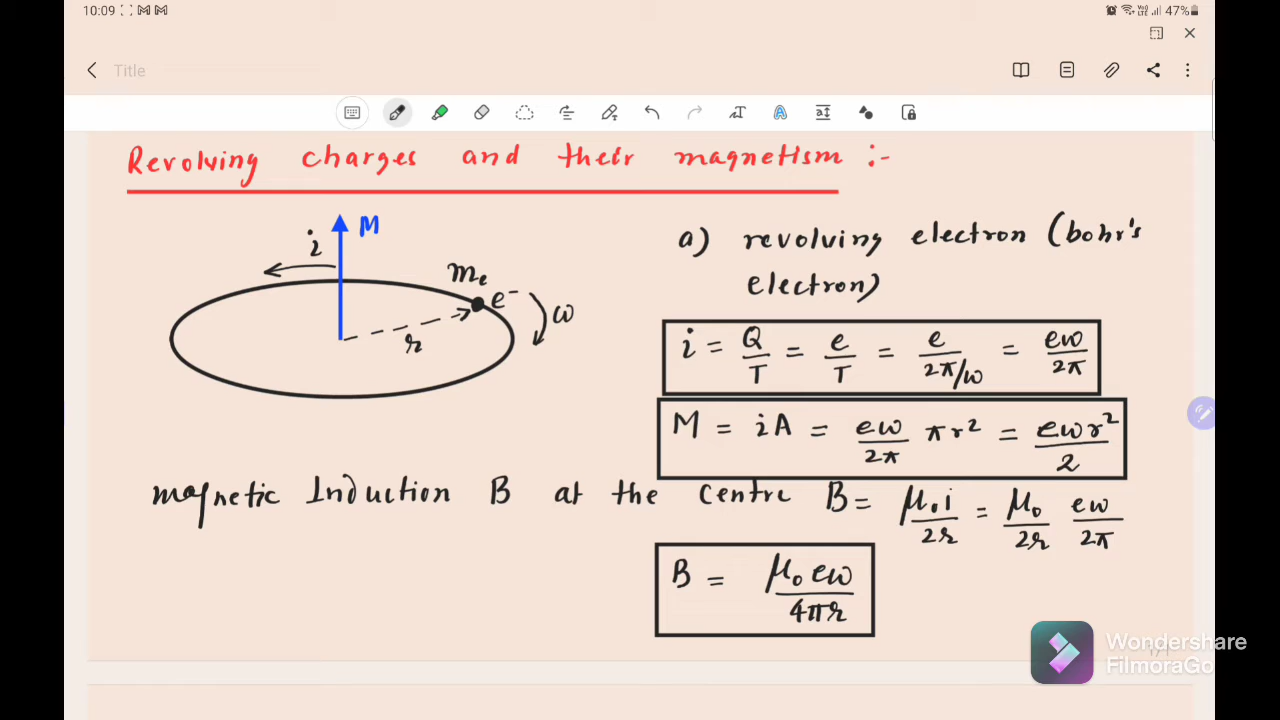 10:09
47%
Title
Revolving charges and their magnetism :-
i
M
me
e⁻
ω
r
a) revolving electron (bohr's
electron)
i = Q/T = e/T = e/2π/ω = eω/2π
M = iA = eω/2π πr² = eωr²/2
magnetic Induction B at the centre B = μ₀i/2r = μ₀/2r eω/2π
B = μ₀eω/4πr
Wondershare
FilmoraGo